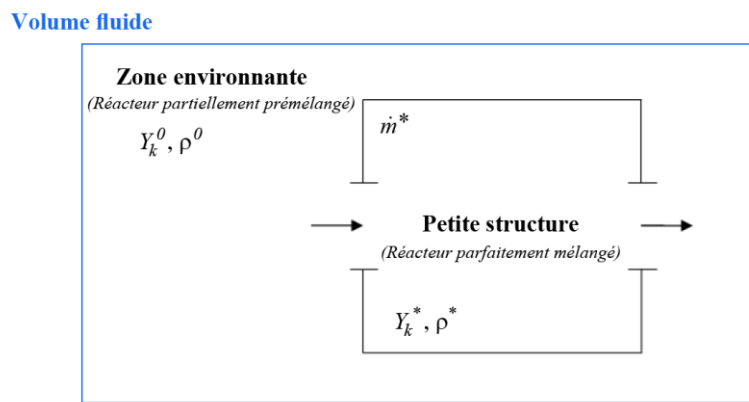 Volume fluide
Zone environnante
(Réacteur partiellement prémélangé)
Y_k^0, ρ^0
ṁ*
Petite structure
(Réacteur parfaitement mélangé)
Y_k^*, ρ^*